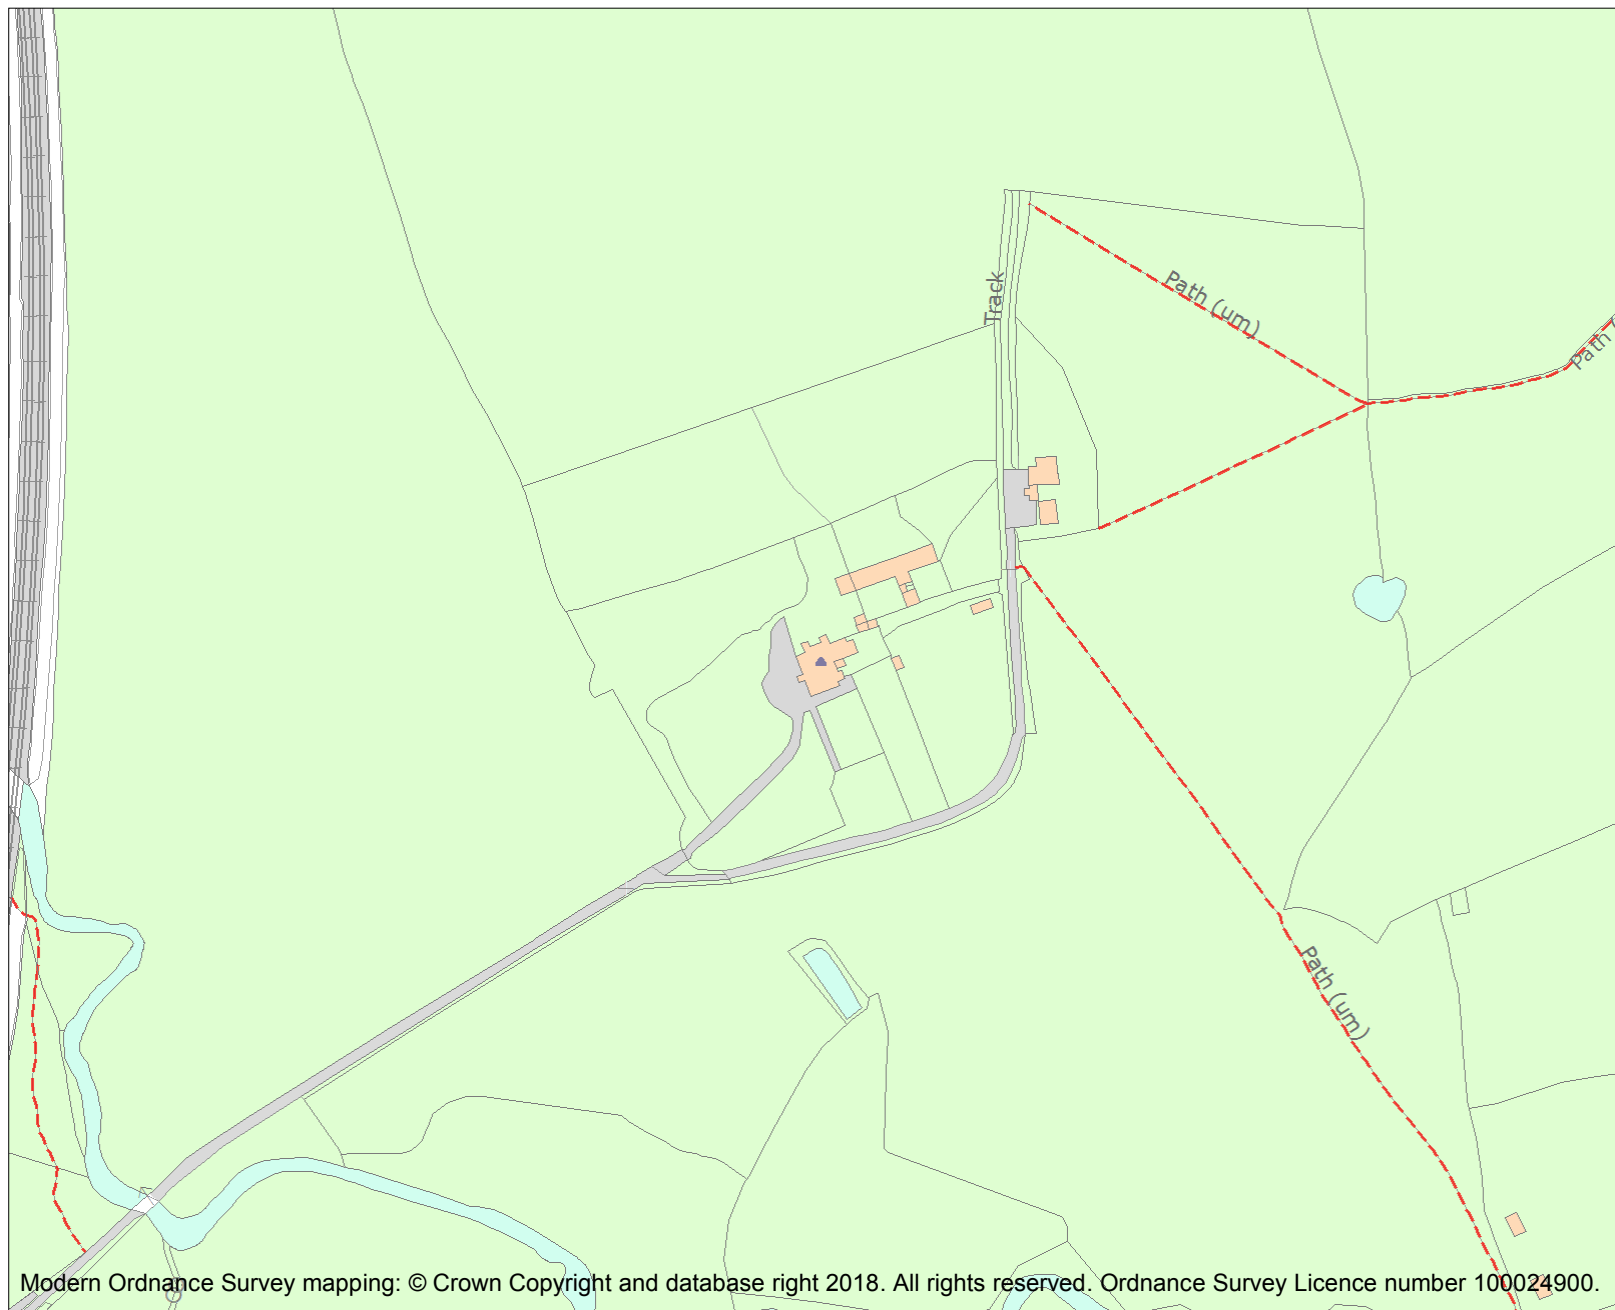 Track
Path (um)
Path
Path (um)
Modern Ordnance Survey mapping: © Crown Copyright and database right 2018. All rights reserved. Ordnance Survey Licence number 100024900.